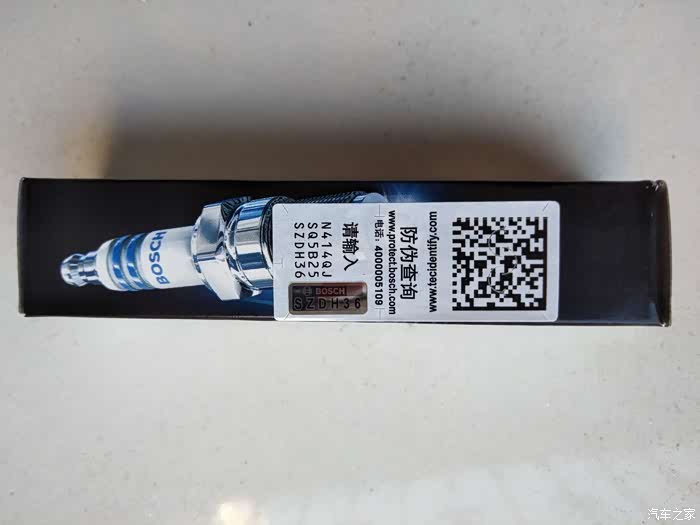 BOSCH
防伪查询
www.protect.bosch.com
电话: 4000005109
www.tecidentify.com
请输入
N414QJ
SQ5B25
SZDH36
BOSCH
SZDH36
汽车之家